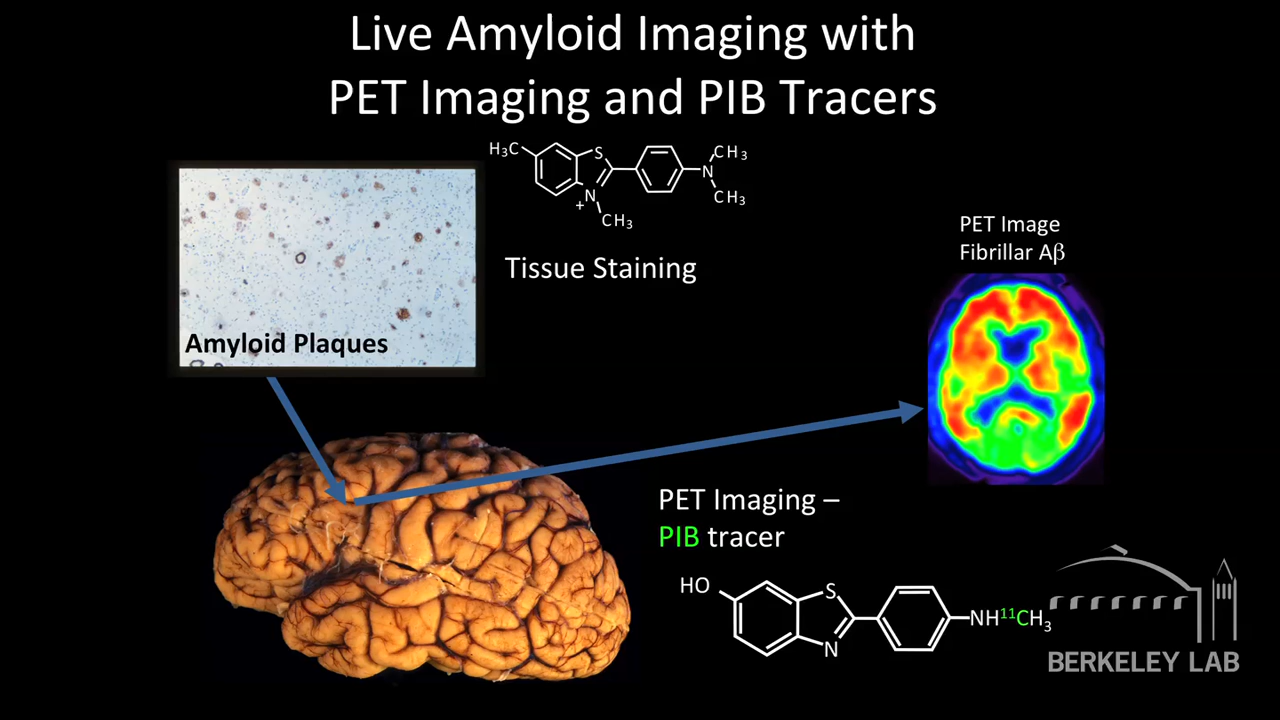 Live Amyloid Imaging with
PET Imaging and PIB Tracers
H₃C
S
N
+
CH₃
N
CH₃
CH₃
Tissue Staining
Amyloid Plaques
PET Image
Fibrillar Aβ
PET Imaging –
PIB tracer
HO
S
N
NH¹¹CH₃
BERKELEY LAB